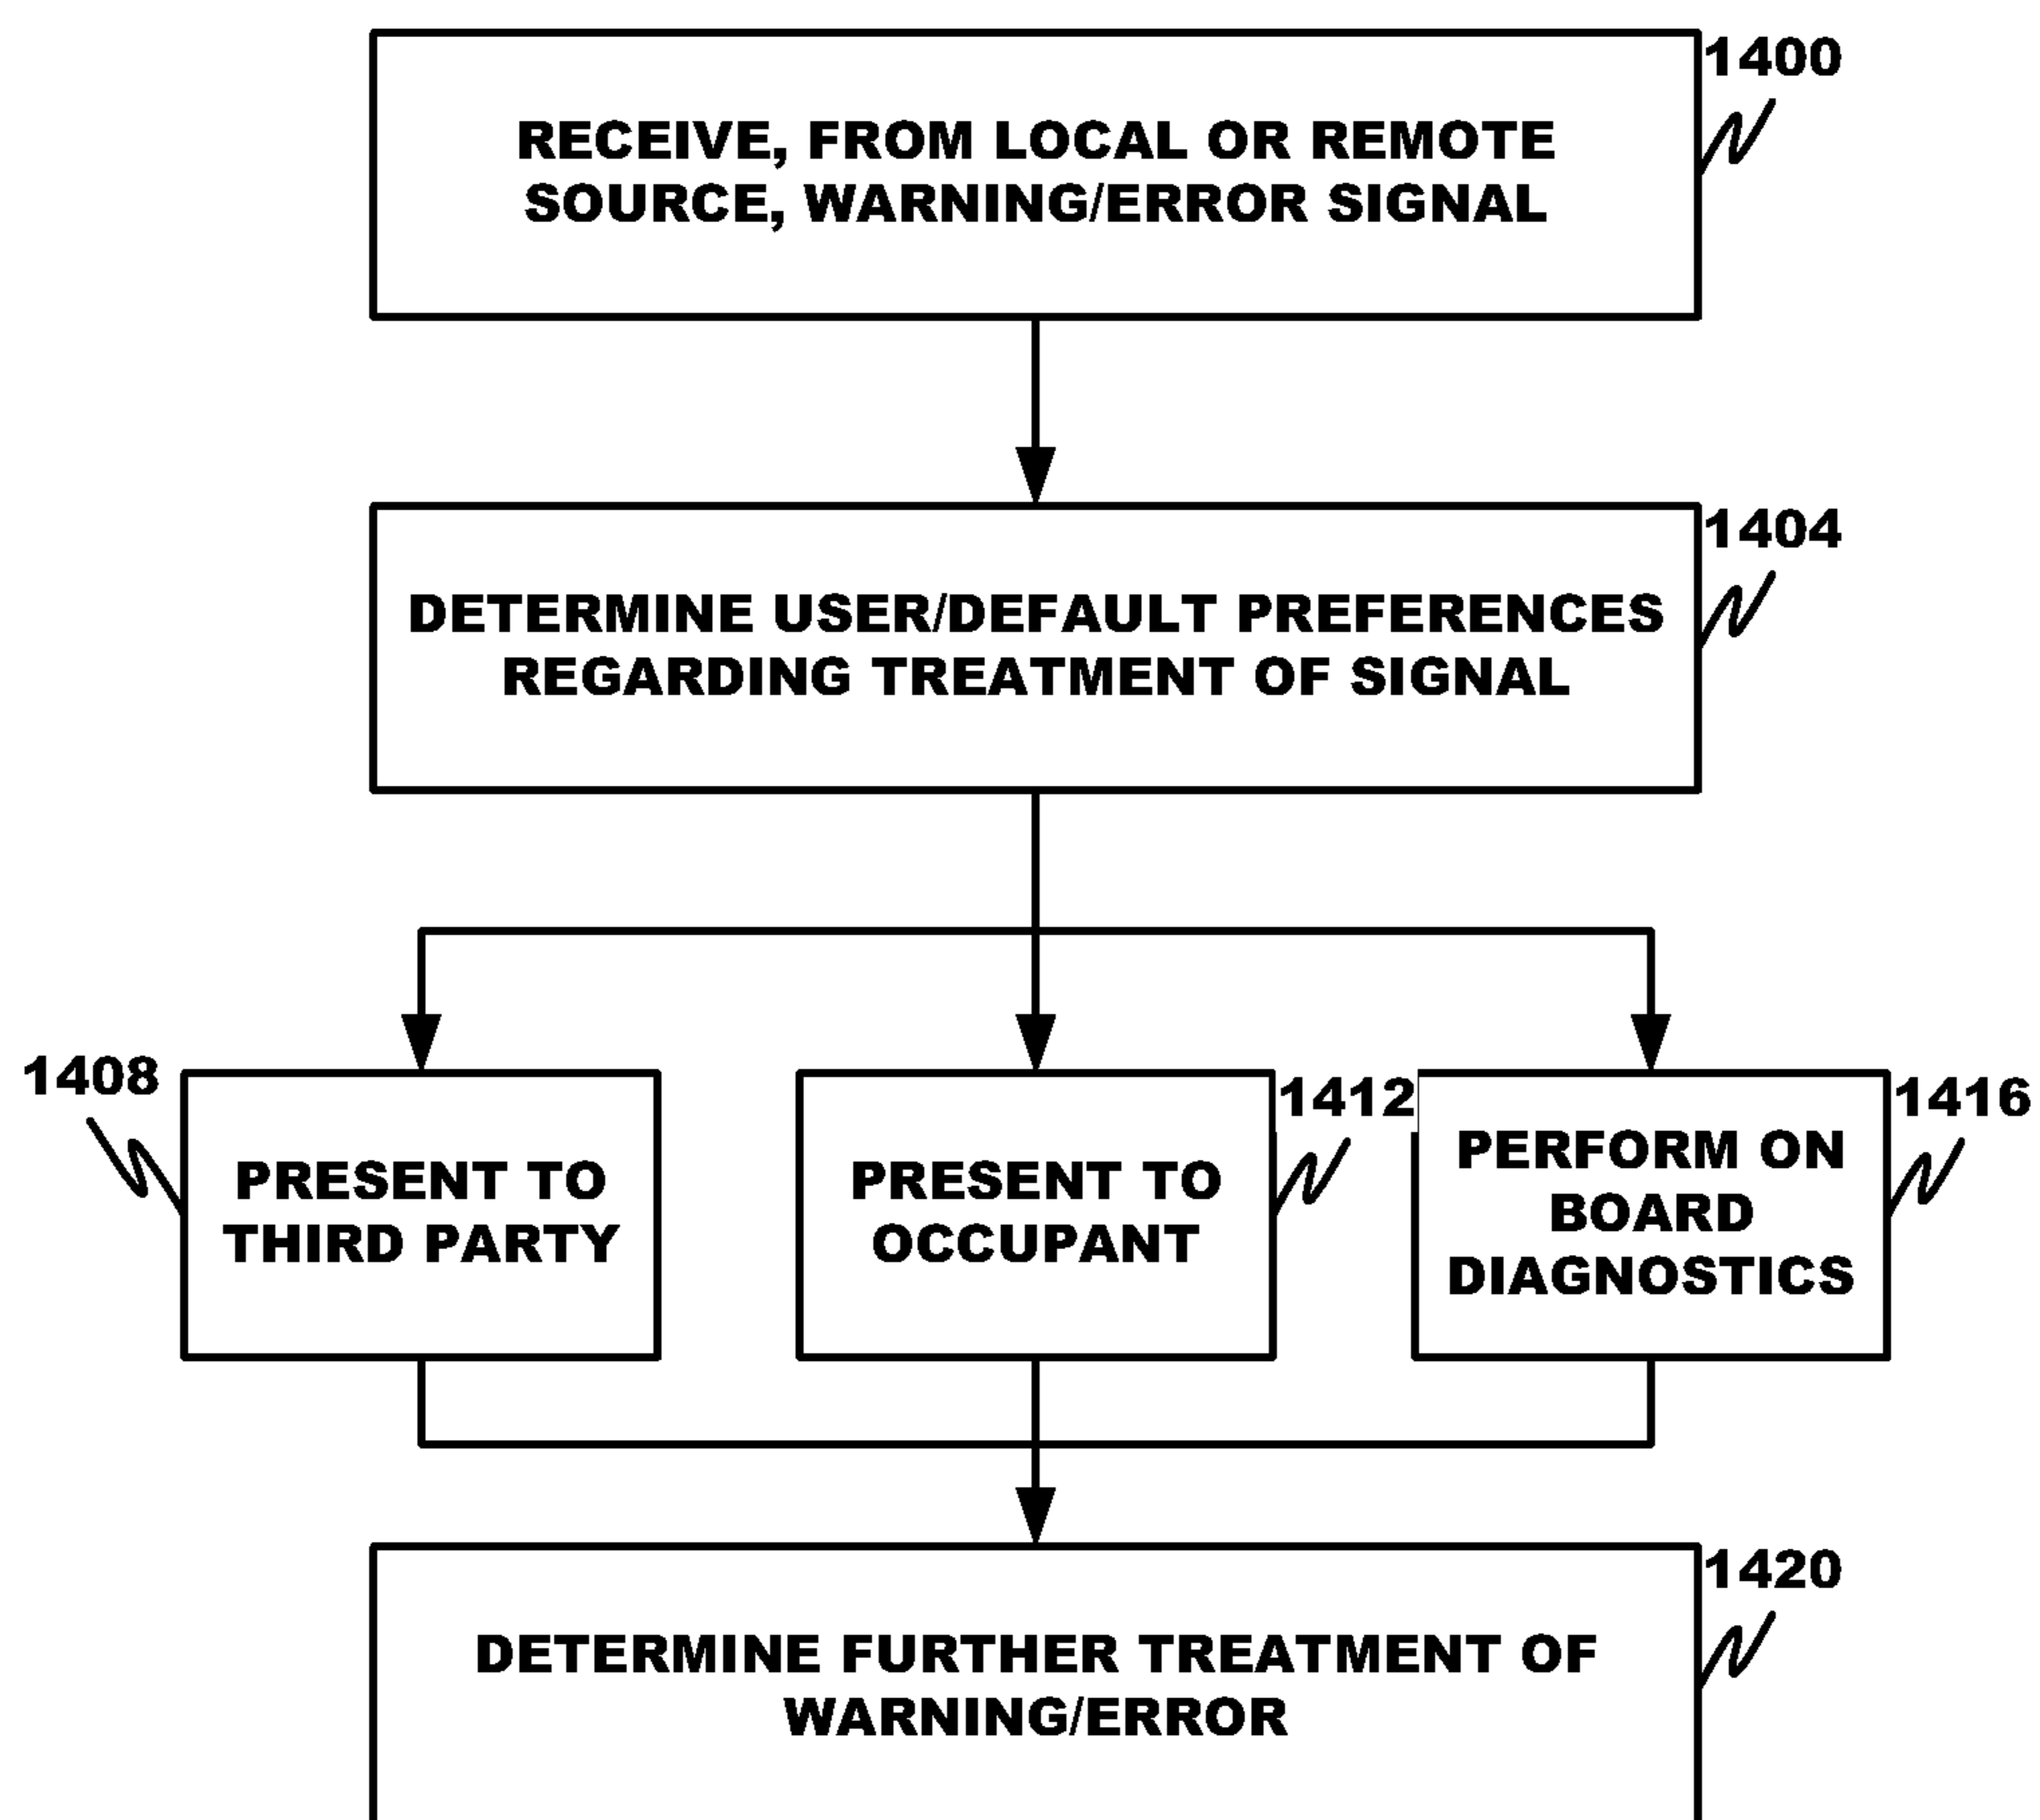 1400
RECEIVE, FROM LOCAL OR REMOTE
SOURCE, WARNING/ERROR SIGNAL
1404
DETERMINE USER/DEFAULT PREFERENCES
REGARDING TREATMENT OF SIGNAL
1408
PRESENT TO
THIRD PARTY
1412
PRESENT TO
OCCUPANT
1416
PERFORM ON
BOARD
DIAGNOSTICS
1420
DETERMINE FURTHER TREATMENT OF
WARNING/ERROR